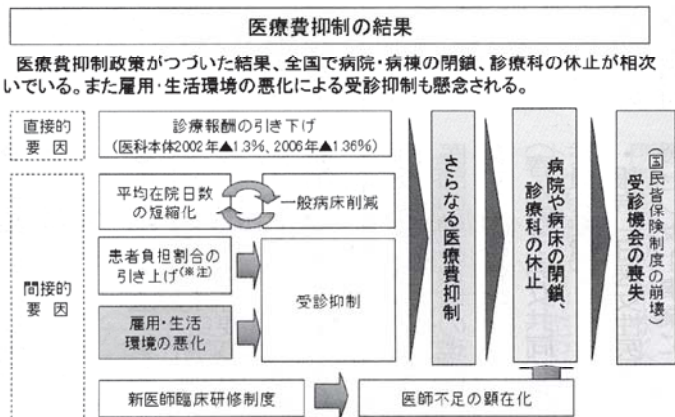 医療費抑制の結果
医療費抑制政策がつづいた結果、全国で病院・病棟の閉鎖、診療科の休止が相次
いでいる。また雇用・生活環境の悪化による受診抑制も懸念される。
直接的
要　因
診療報酬の引き下げ
(医科本体2002年▲1.3%、2006年▲1.36%)
間接的
要　因
平均在院日数
の短縮化
一般病床削減
患者負担割合の
引き上げ(※注)
雇用・生活
環境の悪化
受診抑制
新医師臨床研修制度
医師不足の顕在化
さらなる医療費抑制
病院や病床の閉鎖、
診療科の休止
(国民皆保険制度の崩壊)
受診機会の喪失